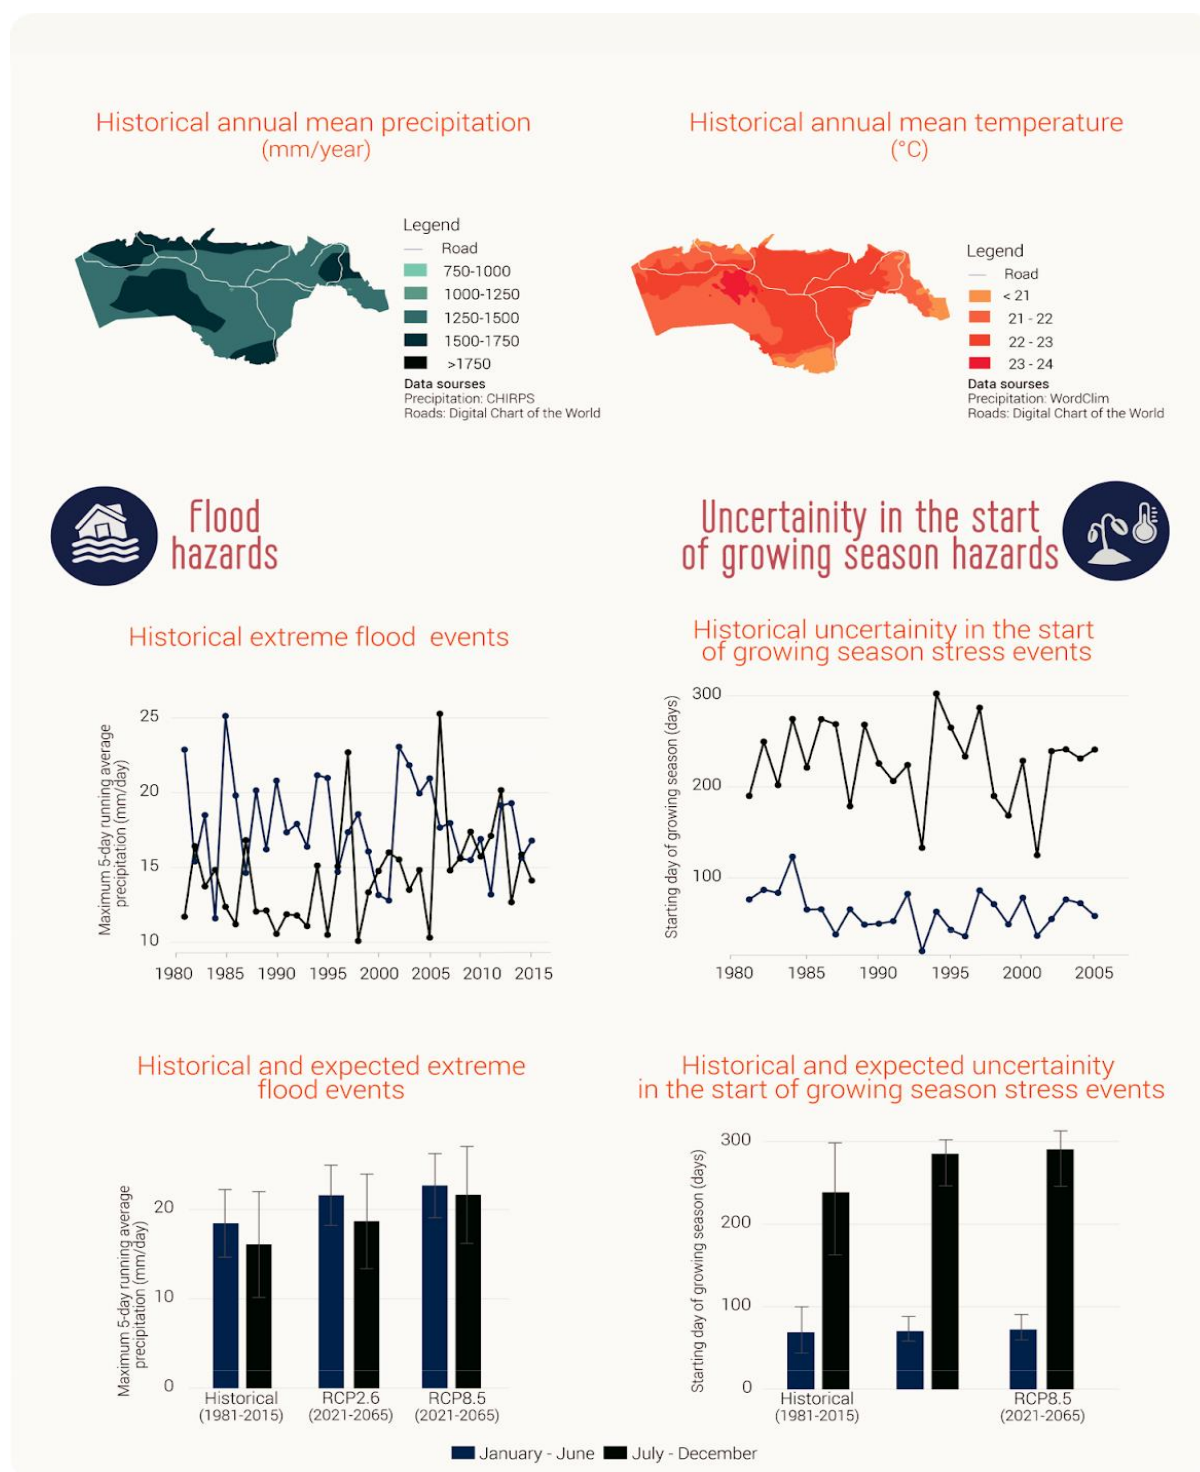 Historical annual mean precipitation
(mm/year)
Legend
Road
750-1000
1000-1250
1250-1500
1500-1750
>1750
Data sourses
Precipitation: CHIRPS
Roads: Digital Chart of the World
Historical annual mean temperature
(°C)
Legend
Road
< 21
21 - 22
22 - 23
23 - 24
Data sourses
Precipitation: WordClim
Roads: Digital Chart of the World
Flood
hazards
Uncertainity in the start
of growing season hazards
Historical extreme flood events
Maximum 5-day running average
precipitation (mm/day)
25
20
15
10
1980 1985 1990 1995 2000 2005 2010 2015
Historical uncertainity in the start
of growing season stress events
Starting day of growing season (days)
300
200
100
1980 1985 1990 1995 2000 2005
Historical and expected extreme
flood events
Maximum 5-day running average
precipitation (mm/day)
20
10
0
Historical RCP2.6 RCP8.5
(1981-2015) (2021-2065) (2021-2065)
Historical and expected uncertainity
in the start of growing season stress events
Starting day of growing season (days)
300
200
100
0
Historical RCP8.5
(1981-2015) (2021-2065)
January - June July - December